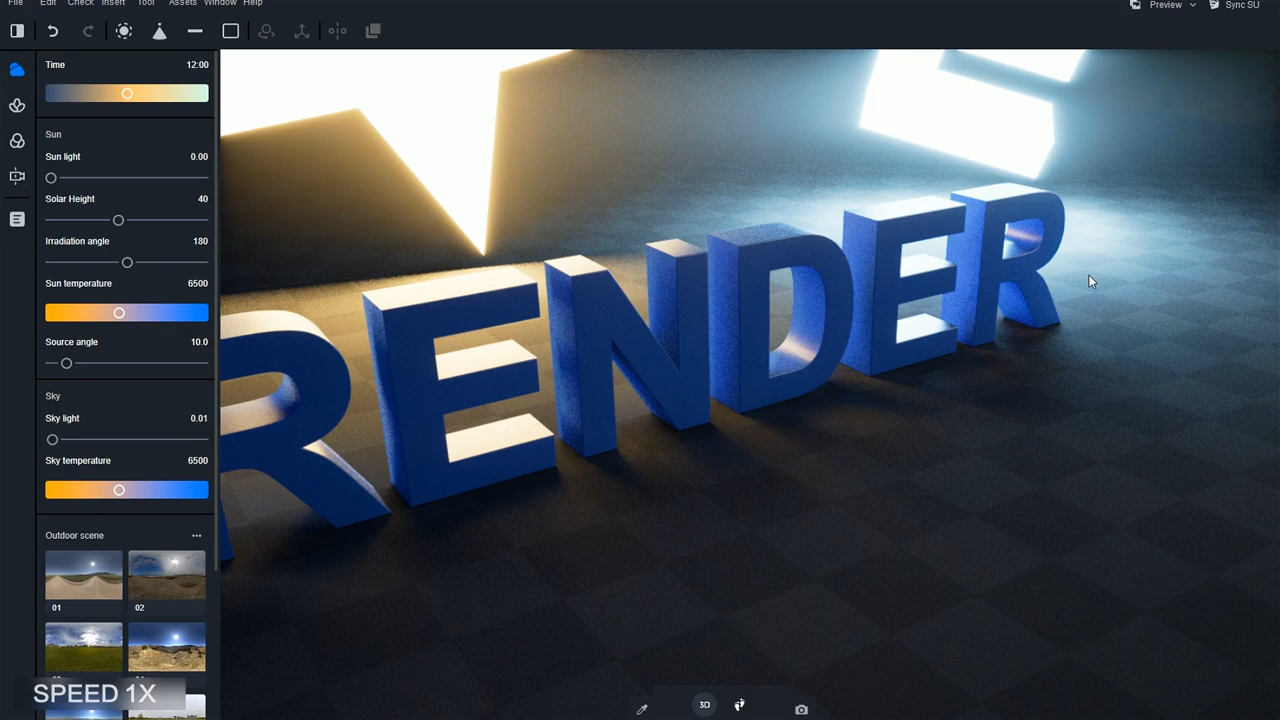 File Edit Check Insert Tool Assets Window Help
Preview Sync SU
Time 12:00
Sun
Sun light 0.00
Solar Height 40
Irradiation angle 180
Sun temperature 6500
Source angle 10.0
Sky
Sky light 0.01
Sky temperature 6500
Outdoor scene
01 02
RENDER
SPEED 1X
3D